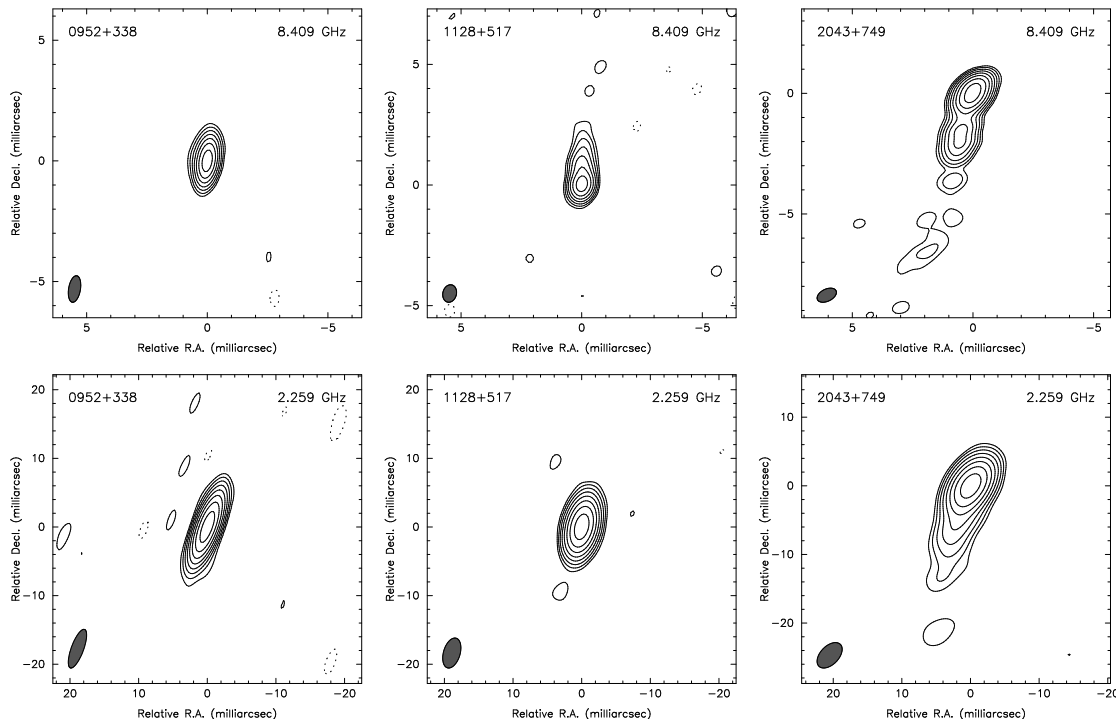 0952+338 8.409 GHz
5
0
−5
Relative Decl. (milliarcsec)
5 0 −5
Relative R.A. (milliarcsec)
1128+517 8.409 GHz
5
0
−5
Relative Decl. (milliarcsec)
5 0 −5
Relative R.A. (milliarcsec)
2043+749 8.409 GHz
0
−5
Relative Decl. (milliarcsec)
5 0 −5
Relative R.A. (milliarcsec)
0952+338 2.259 GHz
20
10
0
−10
−20
Relative Decl. (milliarcsec)
20 10 0 −10 −20
Relative R.A. (milliarcsec)
1128+517 2.259 GHz
20
10
0
−10
−20
Relative Decl. (milliarcsec)
20 10 0 −10 −20
Relative R.A. (milliarcsec)
2043+749 2.259 GHz
10
0
−10
−20
Relative Decl. (milliarcsec)
20 10 0 −10 −20
Relative R.A. (milliarcsec)